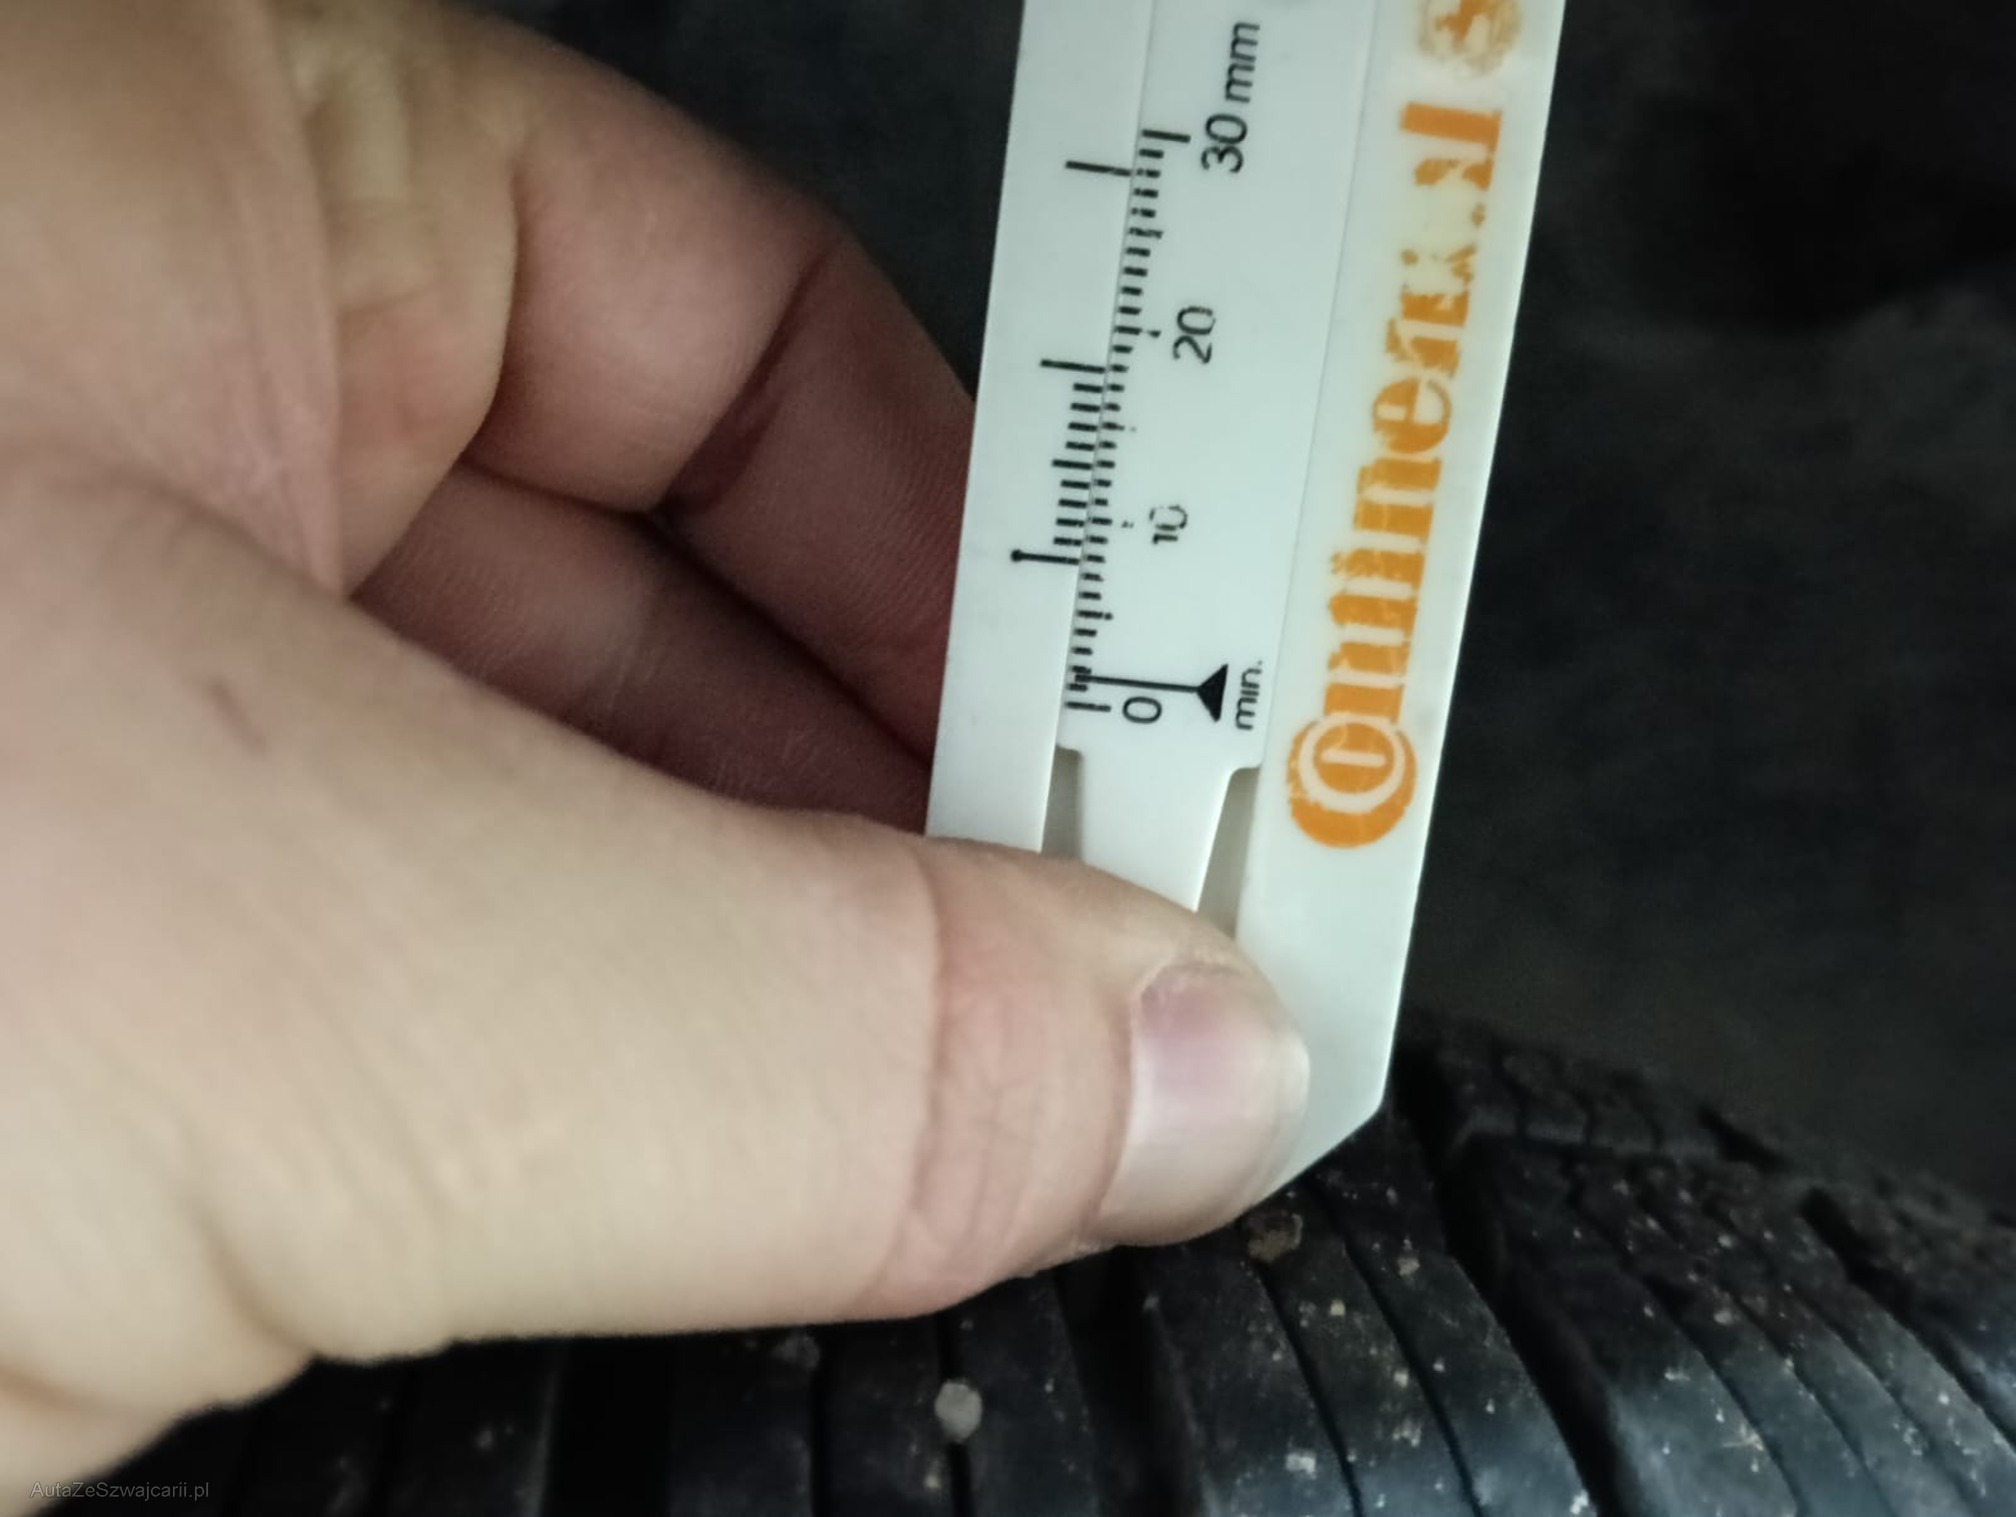 30 mm
20
10
0
min.
Continental
AutaZeSzwajcarii.pl